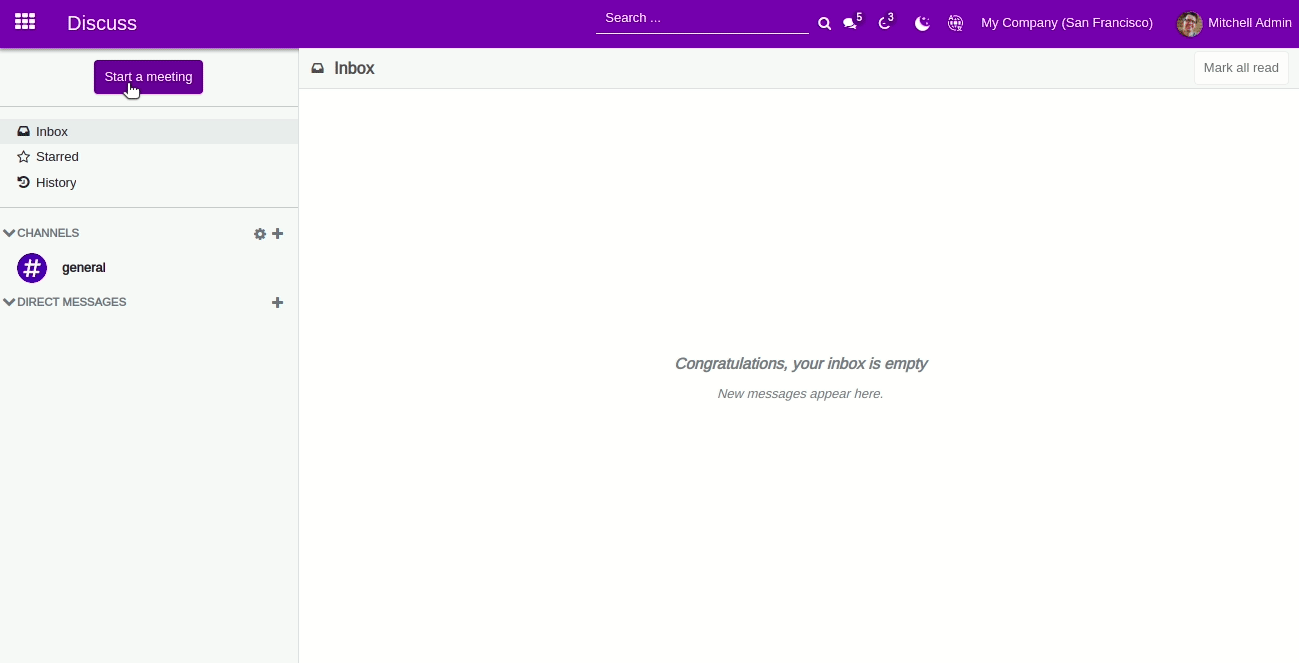 Discuss
Search ...
5
3
My Company (San Francisco)
Mitchell Admin
Start a meeting
Inbox
Mark all read
Inbox
Starred
History
CHANNELS
general
DIRECT MESSAGES
Congratulations, your inbox is empty
New messages appear here.